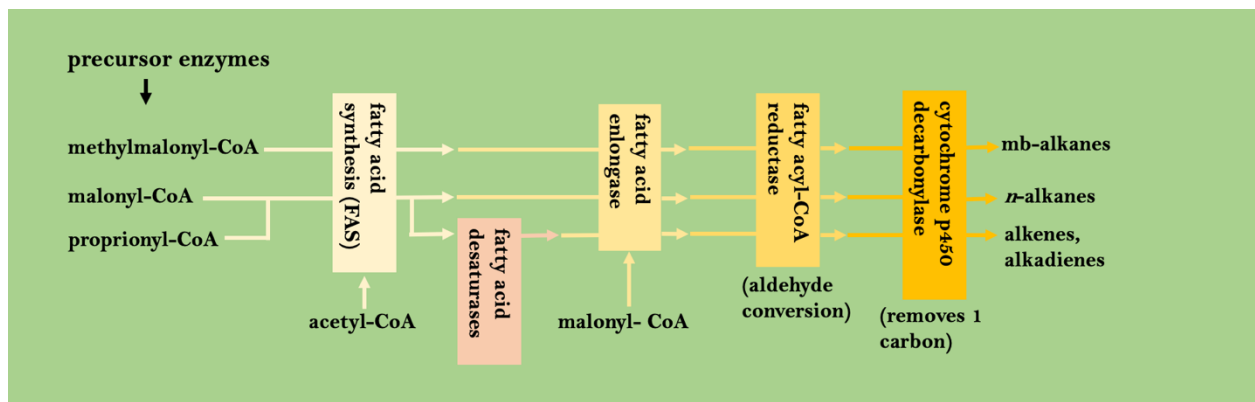 precursor enzymes
methylmalonyl-CoA
malonyl-CoA
proprionyl-CoA
fatty acid
synthesis (FAS)
acetyl-CoA
fatty acid
desaturases
fatty acid
enlongase
malonyl- CoA
fatty acyl-CoA
reductase
(aldehyde
conversion)
cytochrome p450
decarbonylase
(removes 1
carbon)
mb-alkanes
n-alkanes
alkenes,
alkadienes